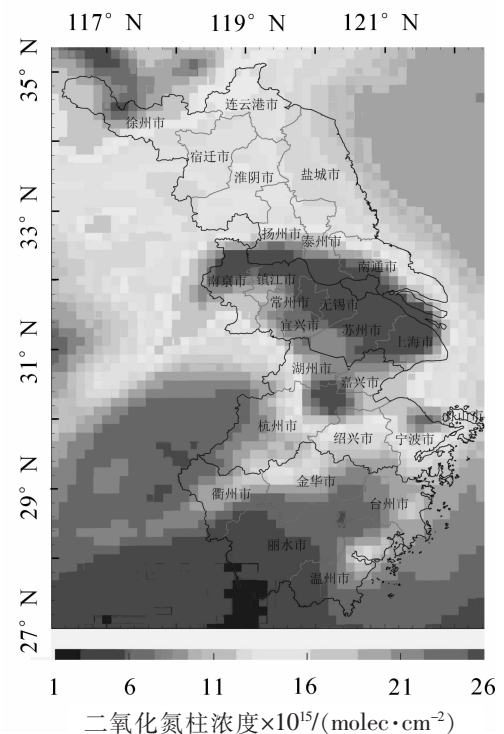 117° N 119° N 121° N
35° N
连云港市
徐州市
宿迁市
淮阴市
盐城市
33° N
扬州市
泰州市
南通市
南京市
镇江市
常州市
无锡市
宜兴市
苏州市
上海市
31° N
湖州市
嘉兴市
杭州市
绍兴市
宁波市
舟山市
29° N
衢州市
金华市
台州市
丽水市
温州市
27° N
1 6 11 16 21 26
二氧化氮柱浓度×10¹⁵/(molec·cm⁻²)